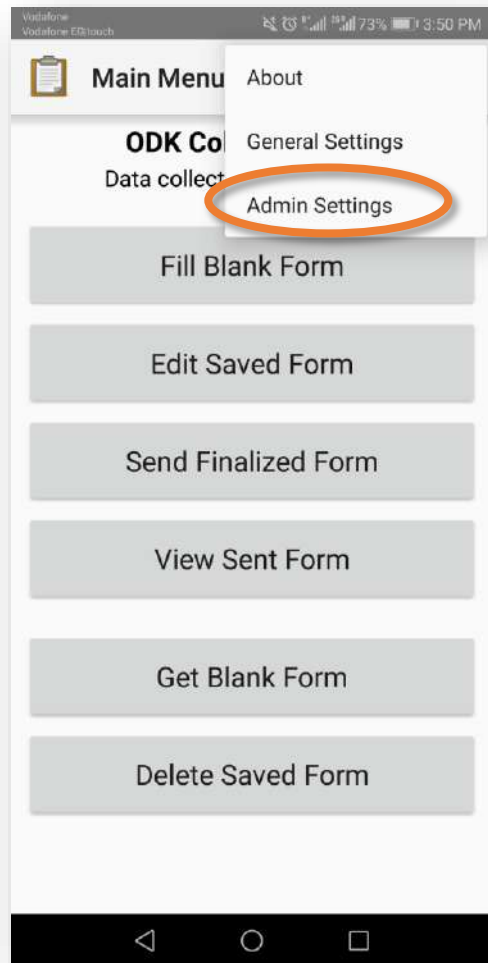 Vodafone
73% 3:50 PM
Vodafone
Main Menu
About
General Settings
Admin Settings
ODK Col
Data collect
Fill Blank Form
Edit Saved Form
Send Finalized Form
View Sent Form
Get Blank Form
Delete Saved Form